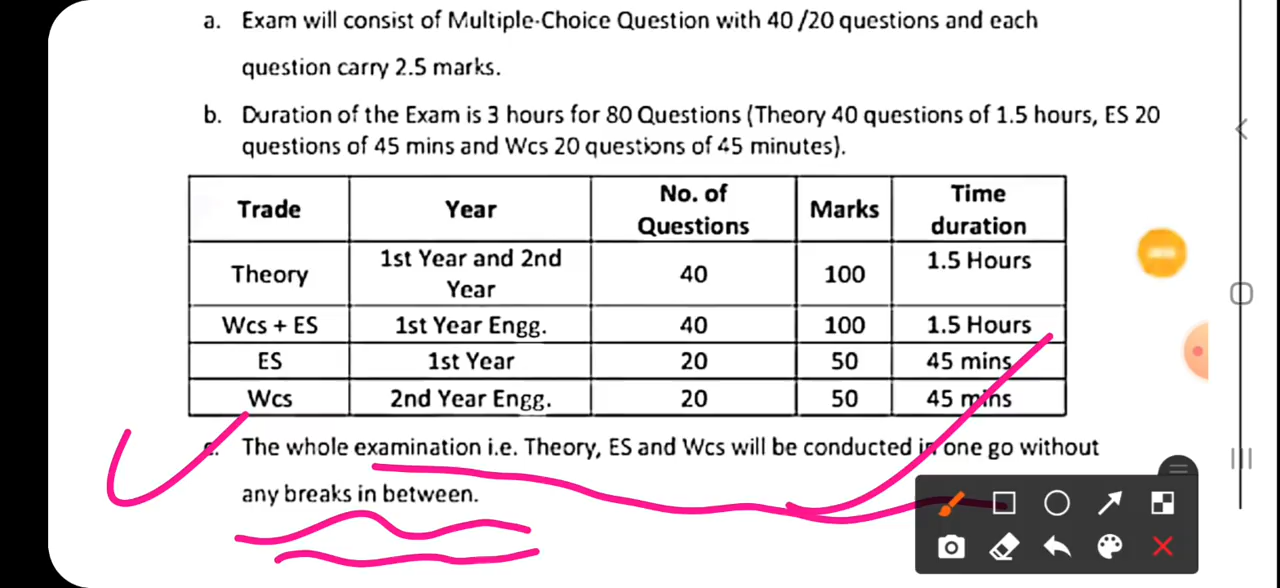 a. Exam will consist of Multiple-Choice Question with 40 /20 questions and each
question carry 2.5 marks.
b. Duration of the Exam is 3 hours for 80 Questions (Theory 40 questions of 1.5 hours, ES 20
questions of 45 mins and Wcs 20 questions of 45 minutes).
Trade Year No. of Questions Marks Time duration
Theory 1st Year and 2nd Year 40 100 1.5 Hours
Wcs + ES 1st Year Engg. 40 100 1.5 Hours
ES 1st Year 20 50 45 mins
Wcs 2nd Year Engg. 20 50 45 mins
c. The whole examination i.e. Theory, ES and Wcs will be conducted in one go without
any breaks in between.